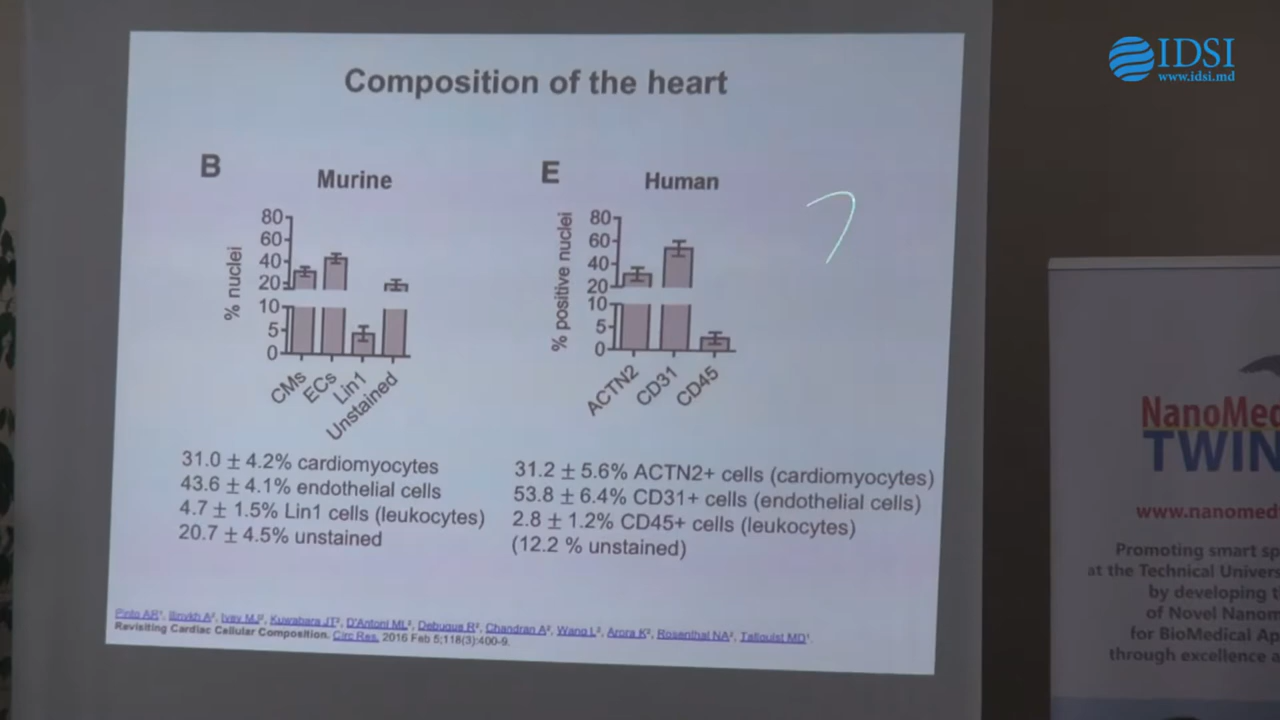 IDSI
www.idsi.md
Composition of the heart
B
Murine
% nuclei
80
60
40
20
10
5
0
CMs
ECs
Lin1
Unstained
31.0 ± 4.2% cardiomyocytes
43.6 ± 4.1% endothelial cells
4.7 ± 1.5% Lin1 cells (leukocytes)
20.7 ± 4.5% unstained
E
Human
% positive nuclei
80
60
40
20
10
5
0
ACTN2
CD31
CD45
31.2 ± 5.6% ACTN2+ cells (cardiomyocytes)
53.8 ± 6.4% CD31+ cells (endothelial cells)
2.8 ± 1.2% CD45+ cells (leukocytes)
(12.2 % unstained)
Pinto AR¹, Ilinykh A², Ivey MJ², Kuwabara JT², D'Antoni ML², Debuque R², Chandran A², Wang L², Arora K², Rosenthal NA², Tallquist MD¹.
Revisiting Cardiac Cellular Composition. Circ Res. 2016 Feb 5;118(3):400-9.
NanoMed
TWIN
www.nanomed
Promoting smart sp
at the Technical Univers
by developing t
of Novel Nanom
for BioMedical Ap
through excellence a